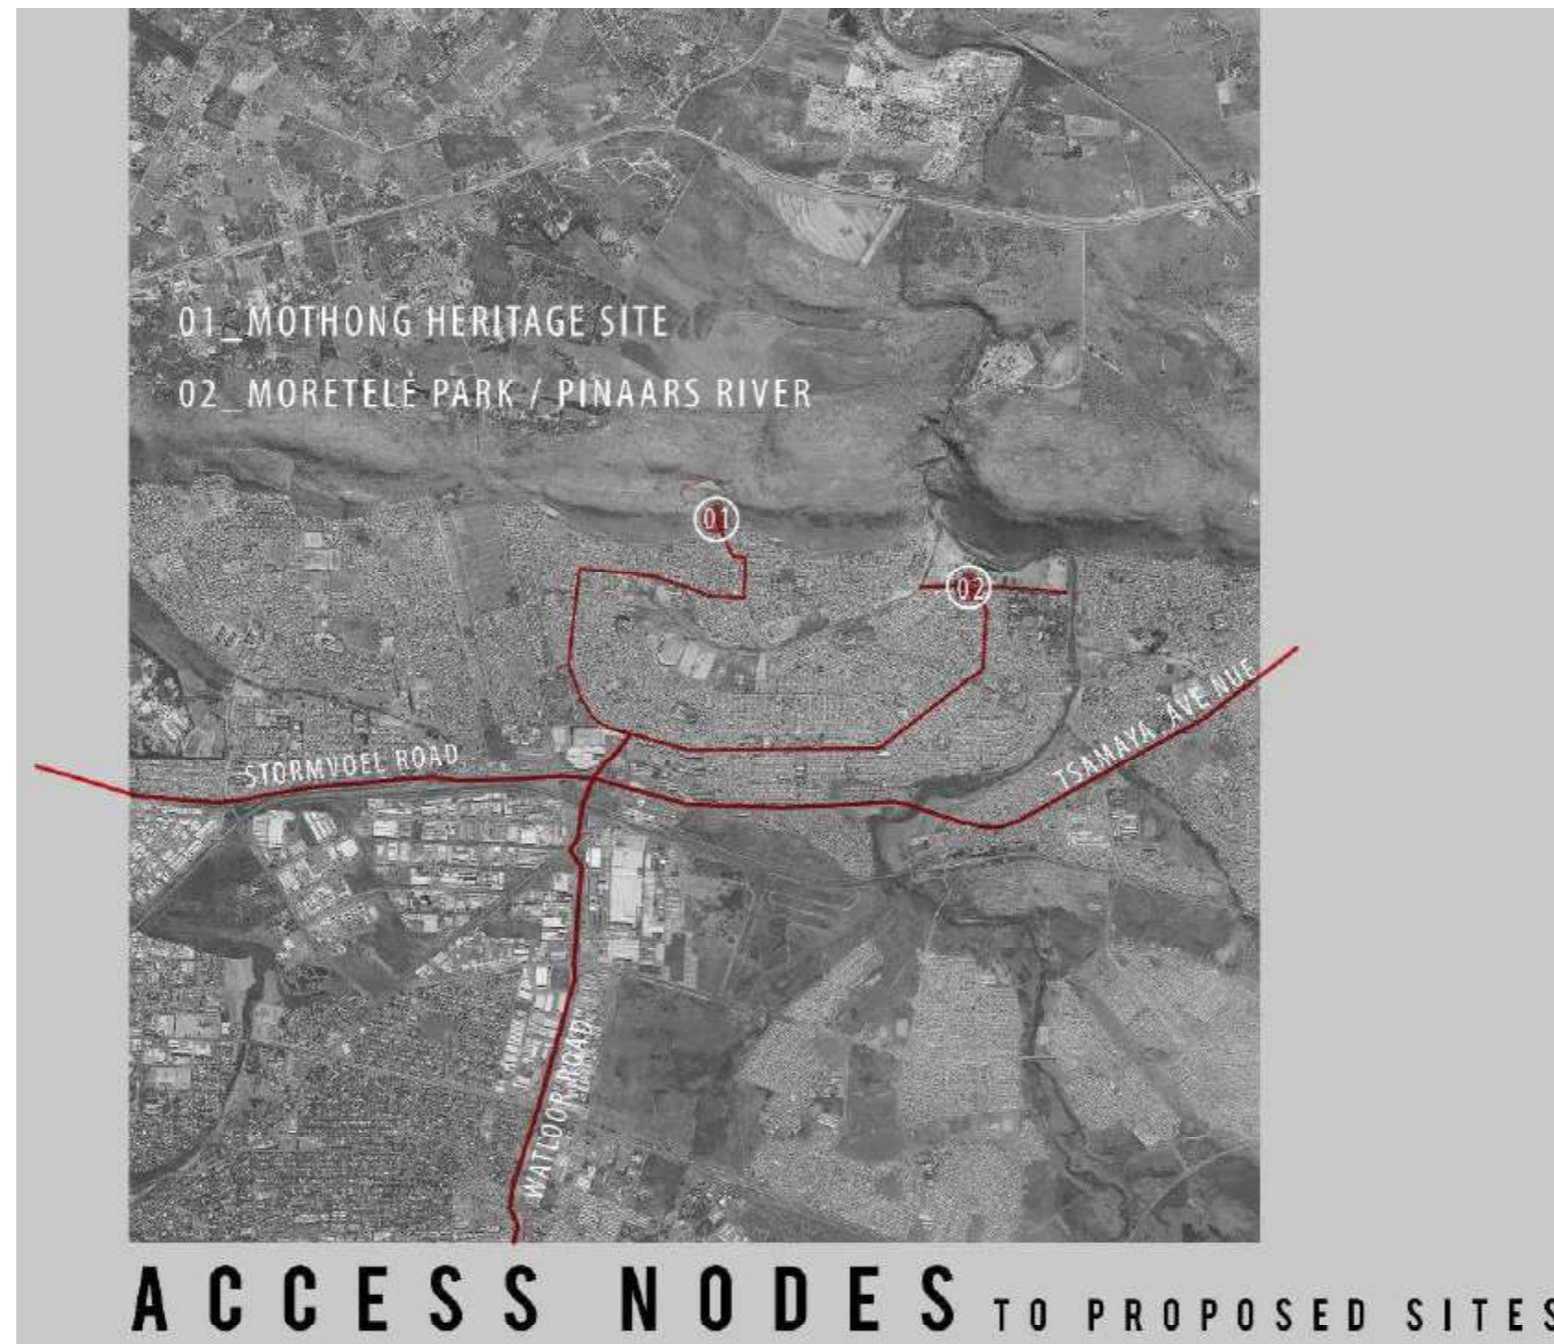 01_MOTHONG HERITAGE SITE
02_MORETELE PARK / PINAARS RIVER
01
02
STORMVOEL ROAD
TSAMAYA AVENUE
WATLOOR ROAD
ACCESS NODES TO PROPOSED SITES